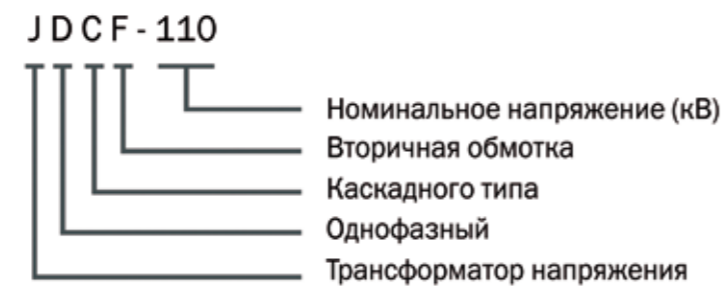 JDCF-110
Номинальное напряжение (кВ)
Вторичная обмотка
Каскадного типа
Однофазный
Трансформатор напряжения